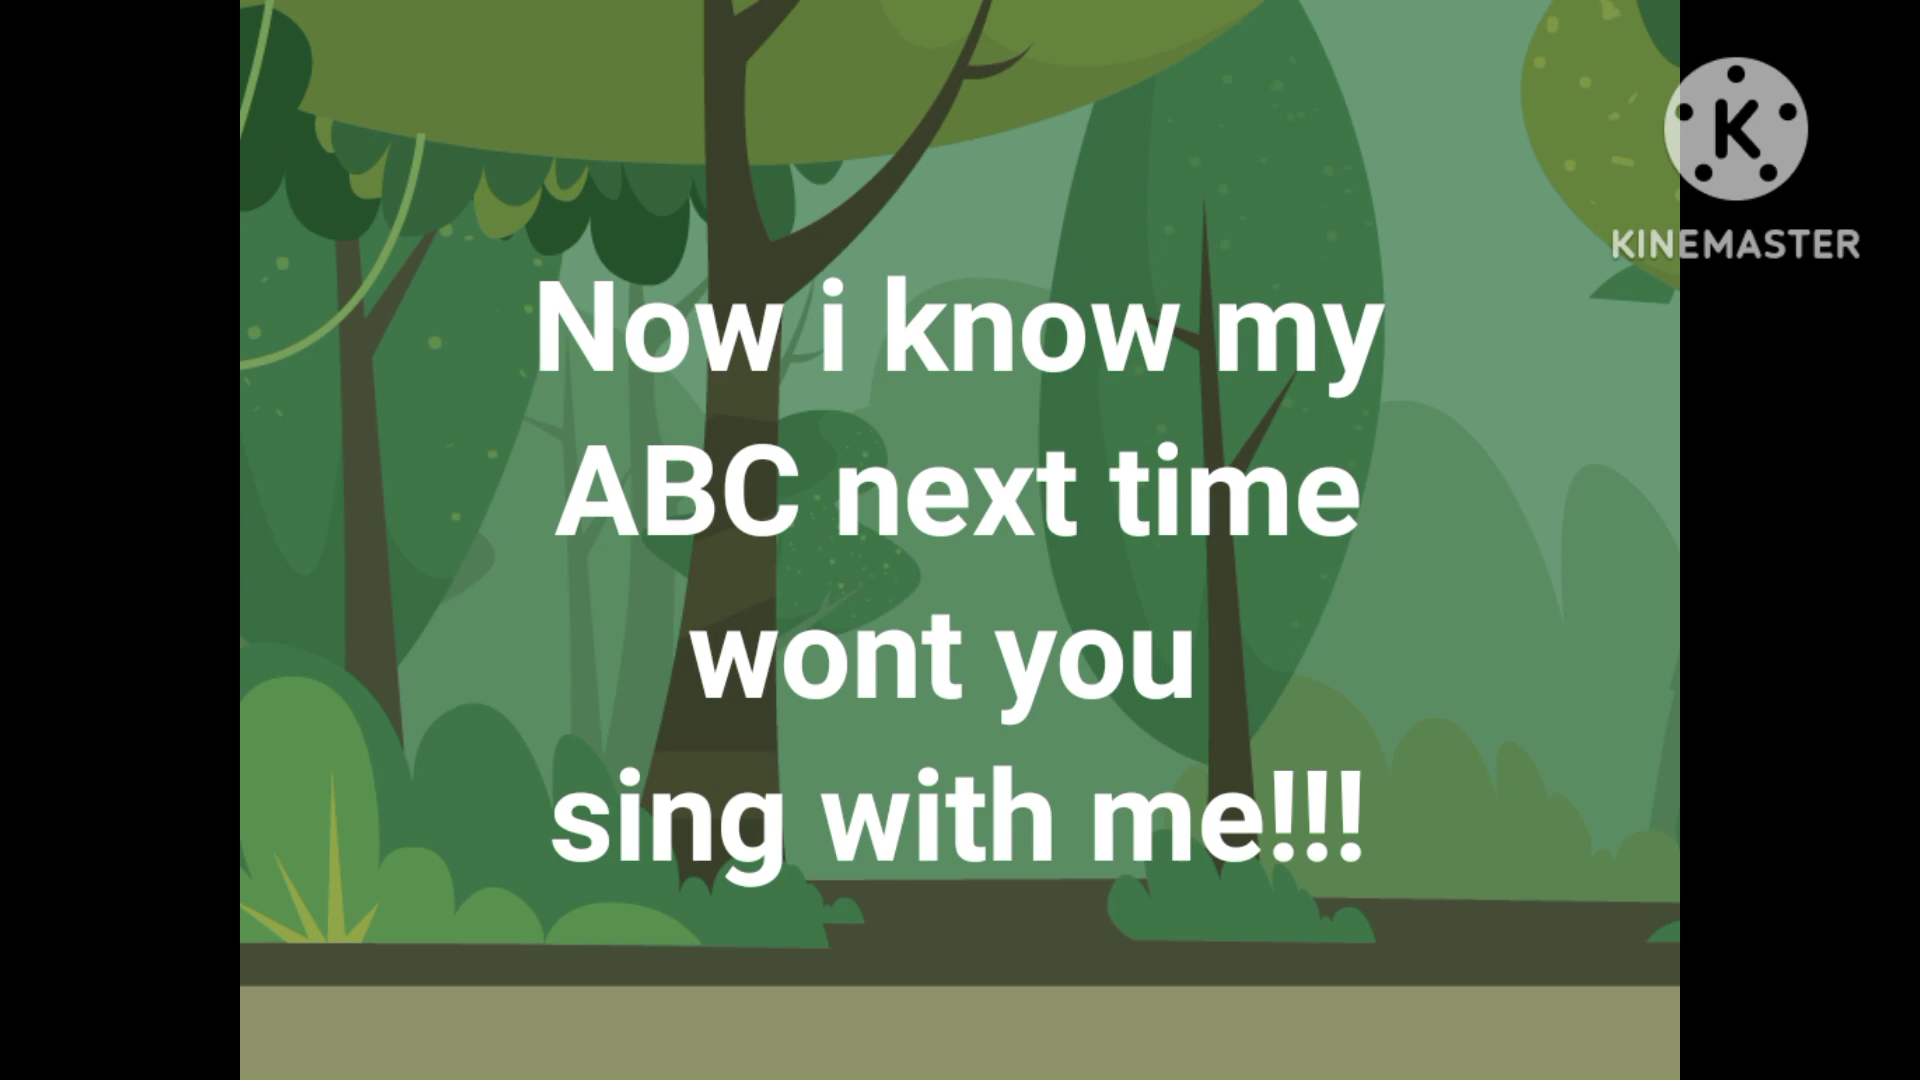 K
KINEMASTER
Now i know my
ABC next time
wont you
sing with me!!!